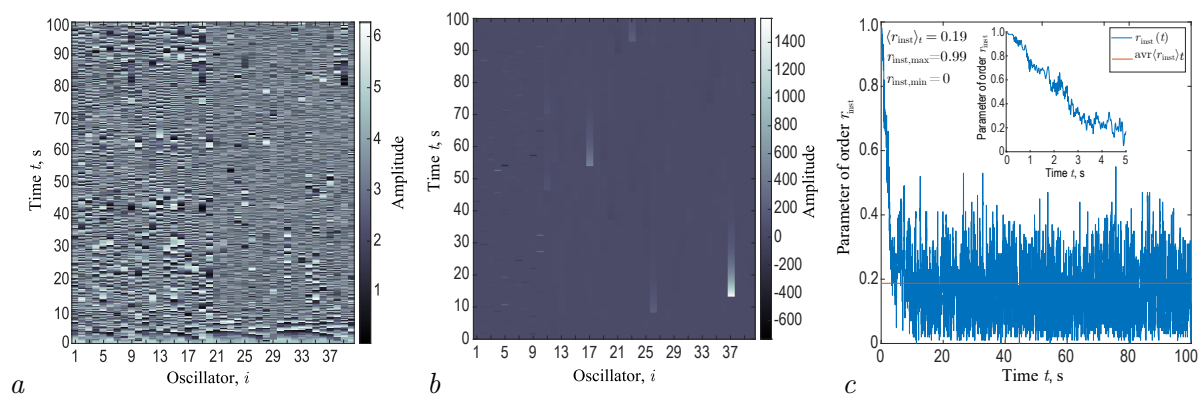 100
90
80
70
60
50
40
30
20
10
0
Time t, s
1 5 9 13 17 21 25 29 33 37
Oscillator, i
6
5
4
3
2
1
Amplitude
a
100
90
80
70
60
50
40
30
20
10
0
Time t, s
1 5 9 13 17 21 25 29 33 37
Oscillator, i
1400
1200
1000
800
600
400
200
0
-200
-400
-600
Amplitude
b
1.0
0.8
0.6
0.4
0.2
0
Parameter of order r_inst
0 20 40 60 80 100
Time t, s
⟨r_inst⟩_t = 0.19
r_inst,max=0.99
r_inst,min=0
r_inst(t)
avr⟨r_inst⟩t
1.0
0.8
0.6
0.4
0.2
0
Parameter of order r_inst
0 1 2 3 4 5
Time t, s
c